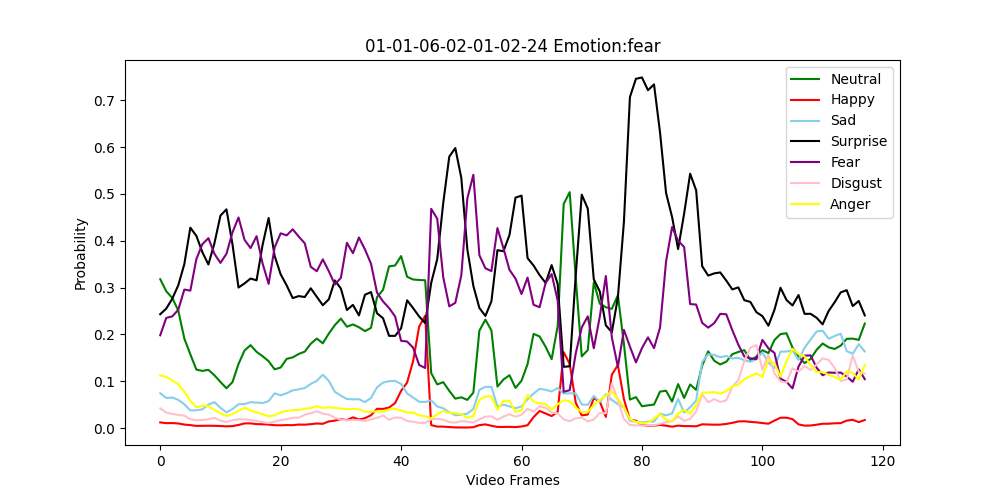 01-01-06-02-01-02-24 Emotion:fear
Probability
0.7
0.6
0.5
0.4
0.3
0.2
0.1
0.0
0 20 40 60 80 100 120
Video Frames
Neutral
Happy
Sad
Surprise
Fear
Disgust
Anger